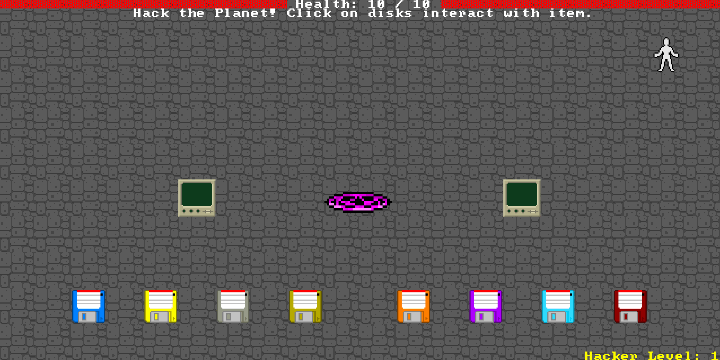 Health: 10 / 10
Hack the Planet! Click on disks interact with item.
Hacker Level: 1